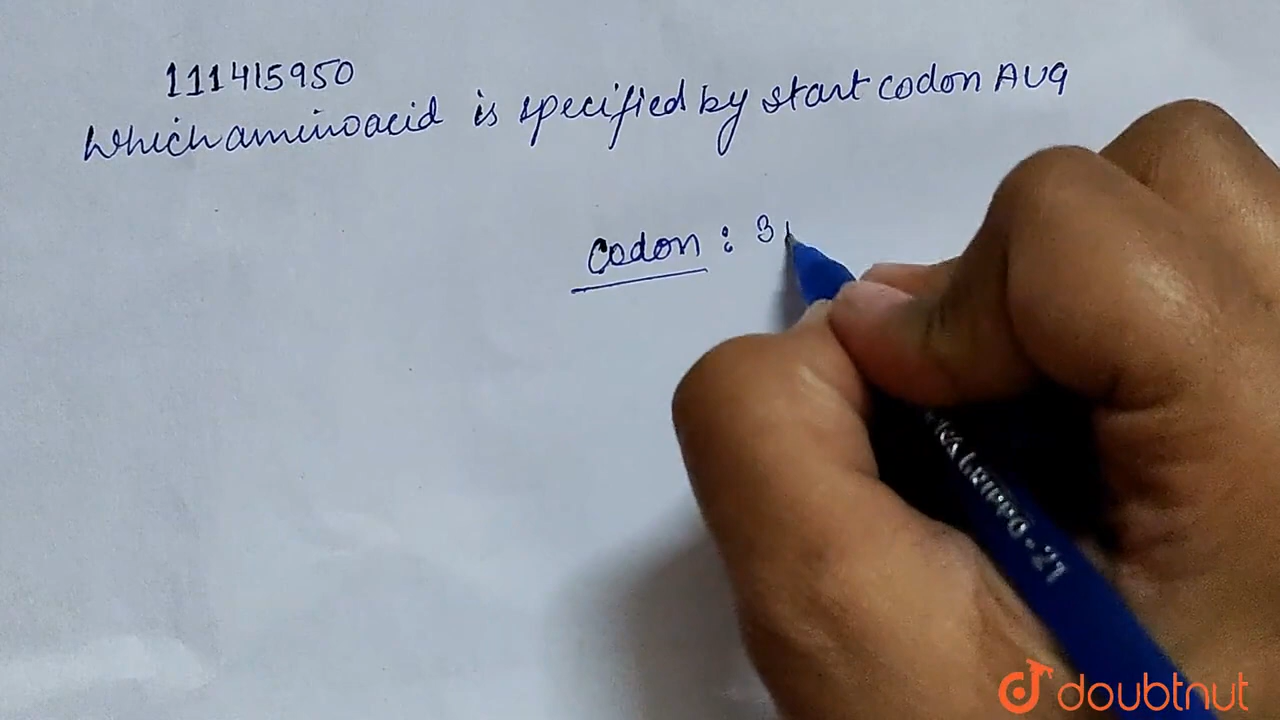 111415950
Which aminoacid is specified by start codon AUG
Codon : 3
doubtnut